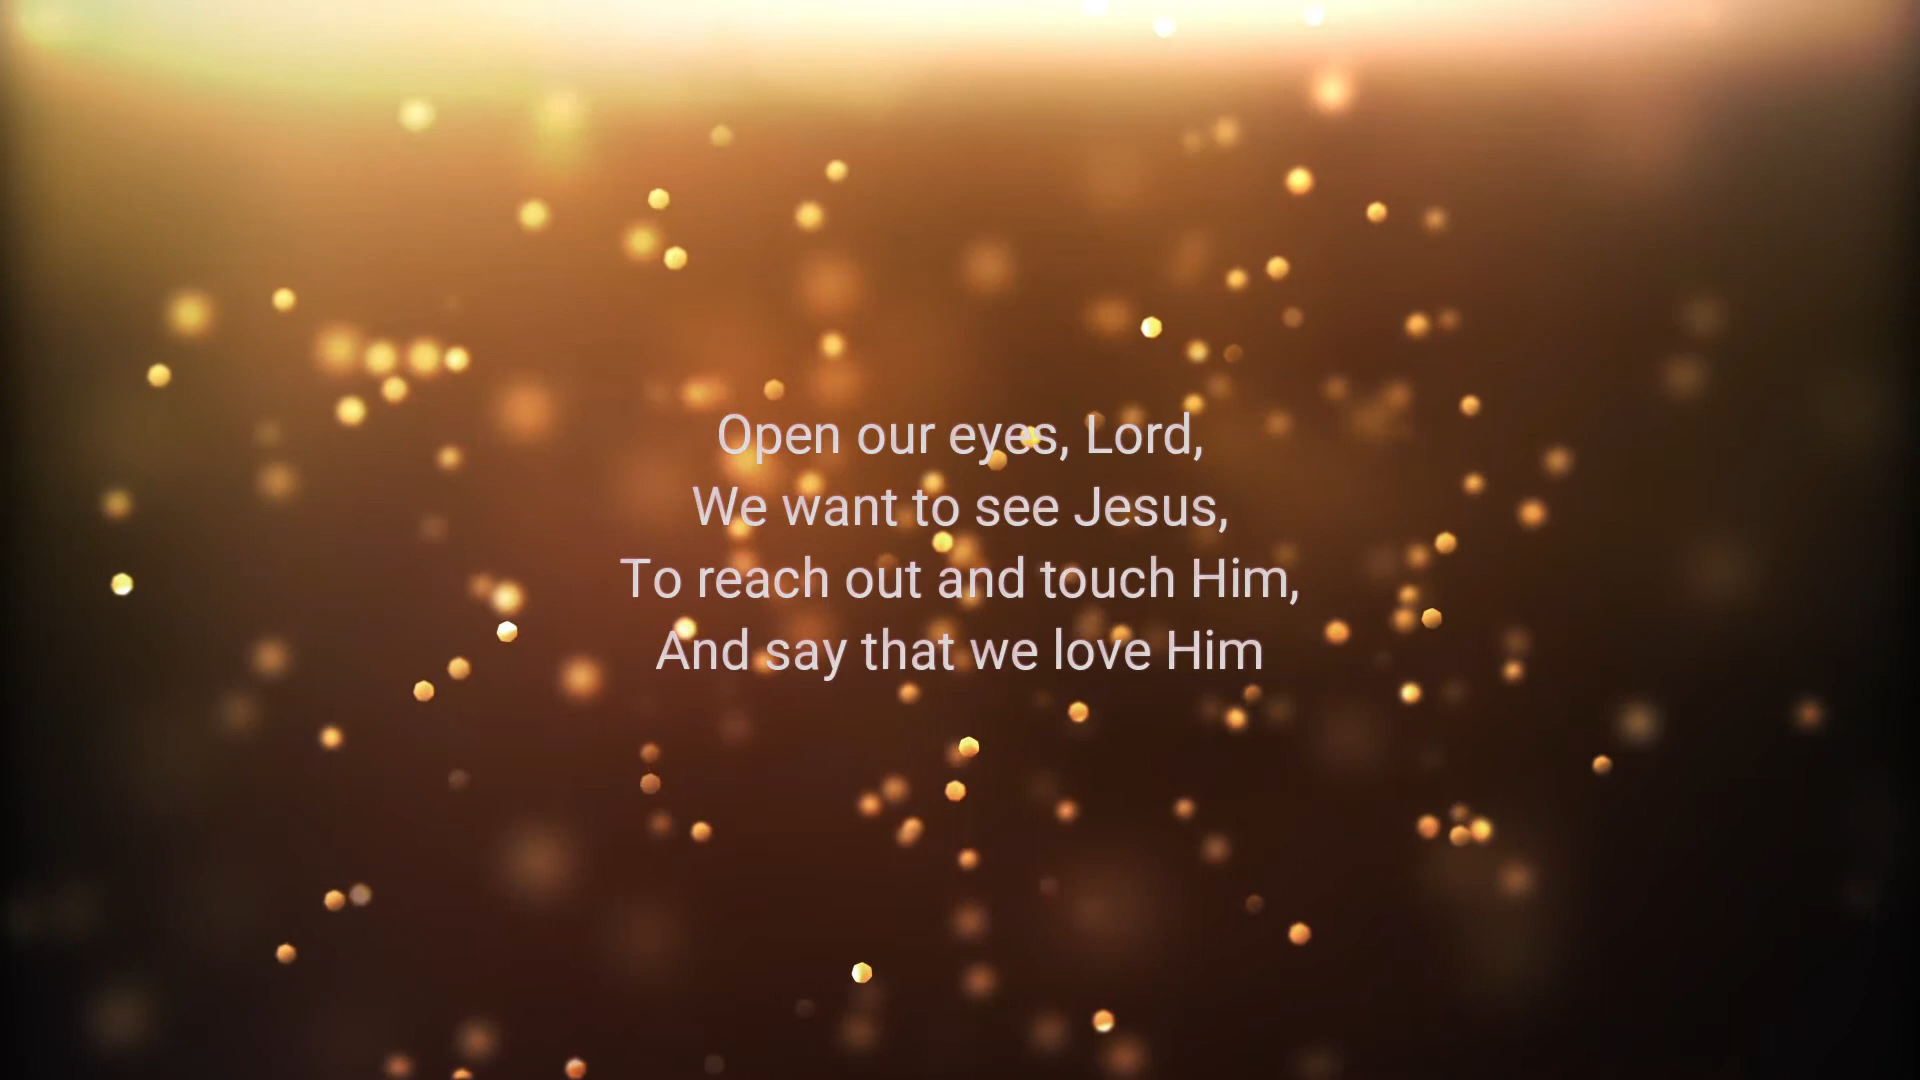 Open our eyes, Lord,
We want to see Jesus,
To reach out and touch Him,
And say that we love Him